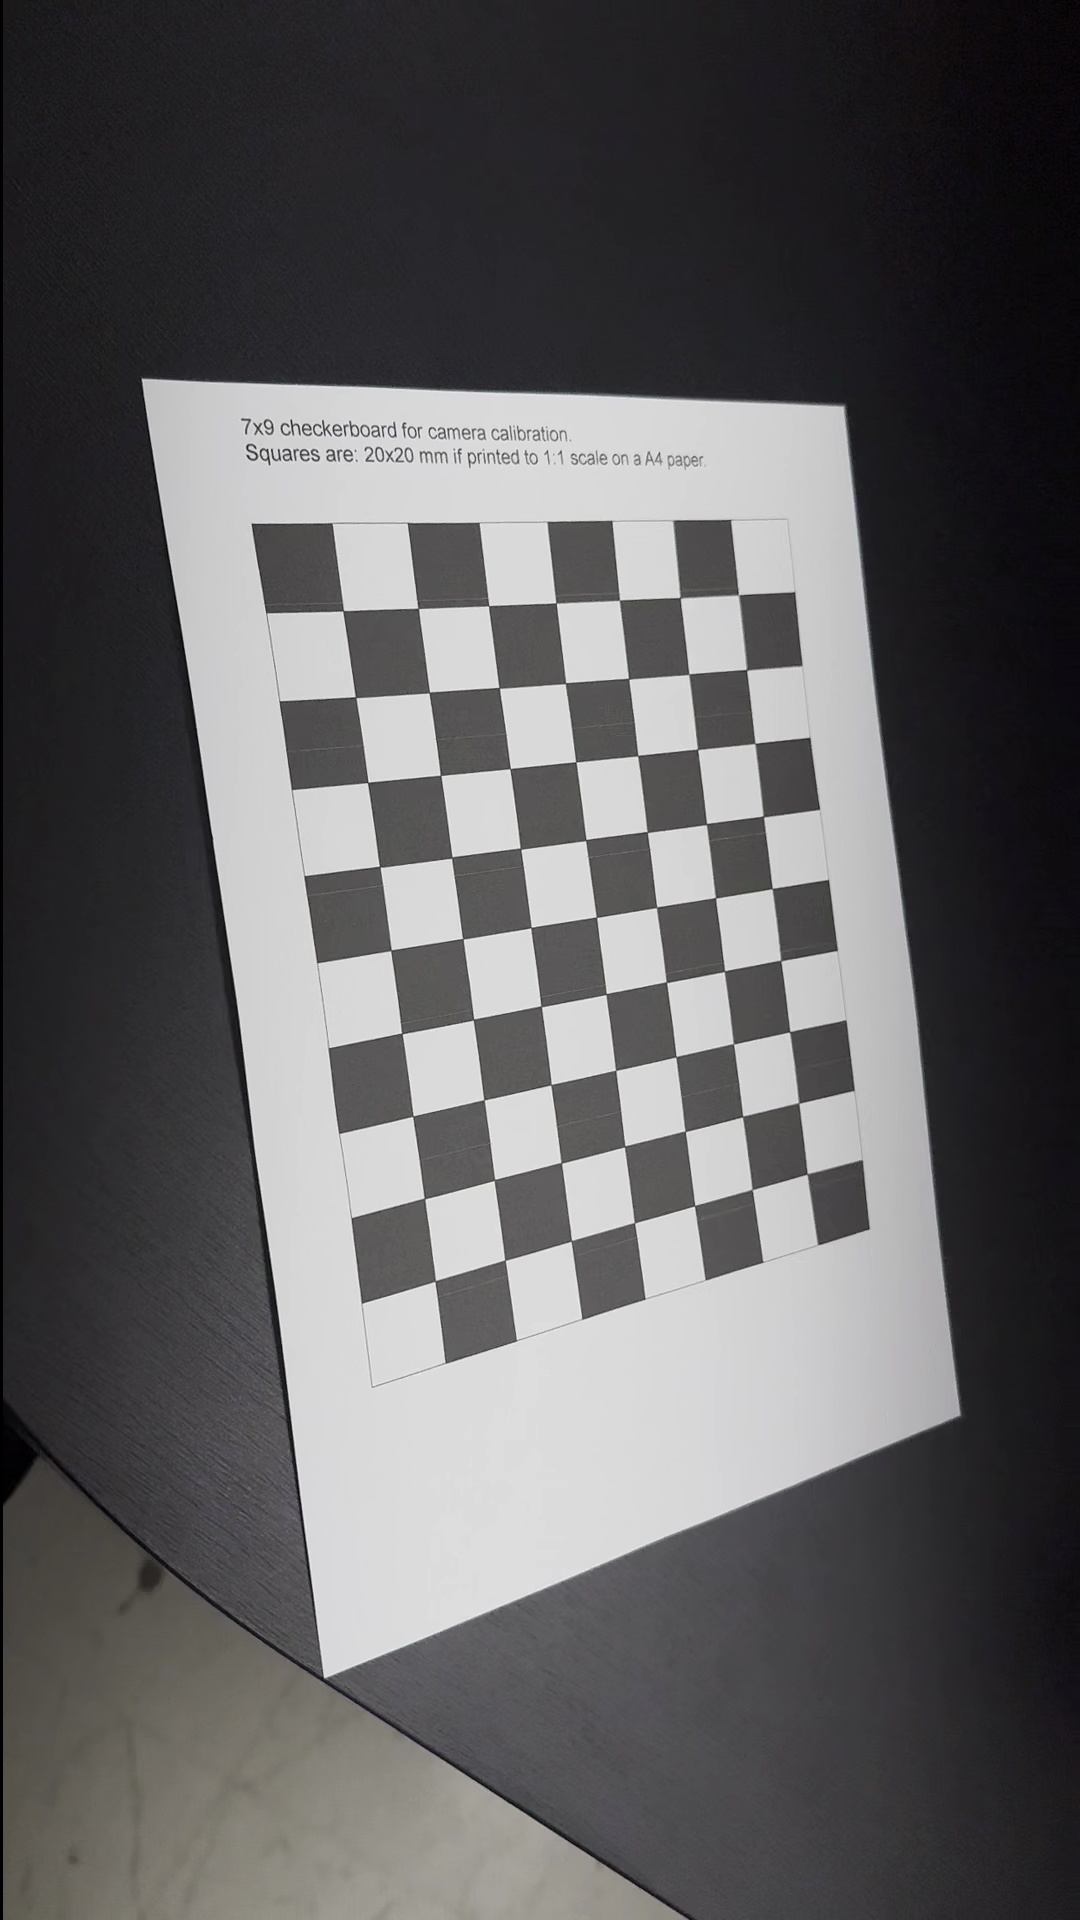 7x9 checkerboard for camera calibration.
Squares are: 20x20 mm if printed to 1:1 scale on a A4 paper.